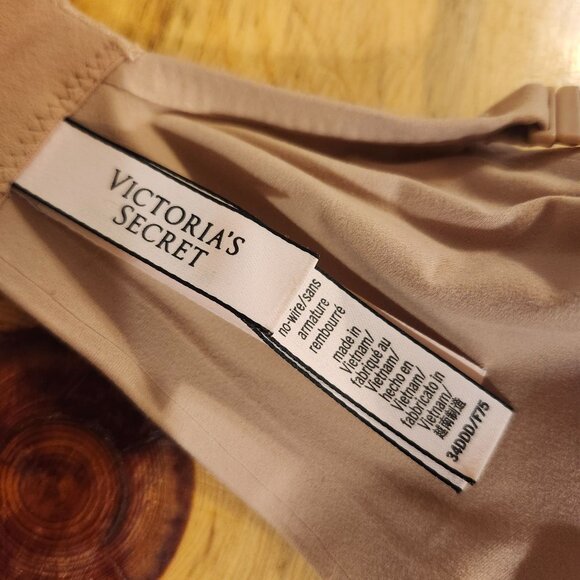 VICTORIA'S
SECRET
no-wire/sans
armature
rembourré
made in
Vietnam/
fabriqué au
Vietnam/
hecho en
Vietnam/
fabbricato in
Vietnam/
越南制造
34DDD/F75